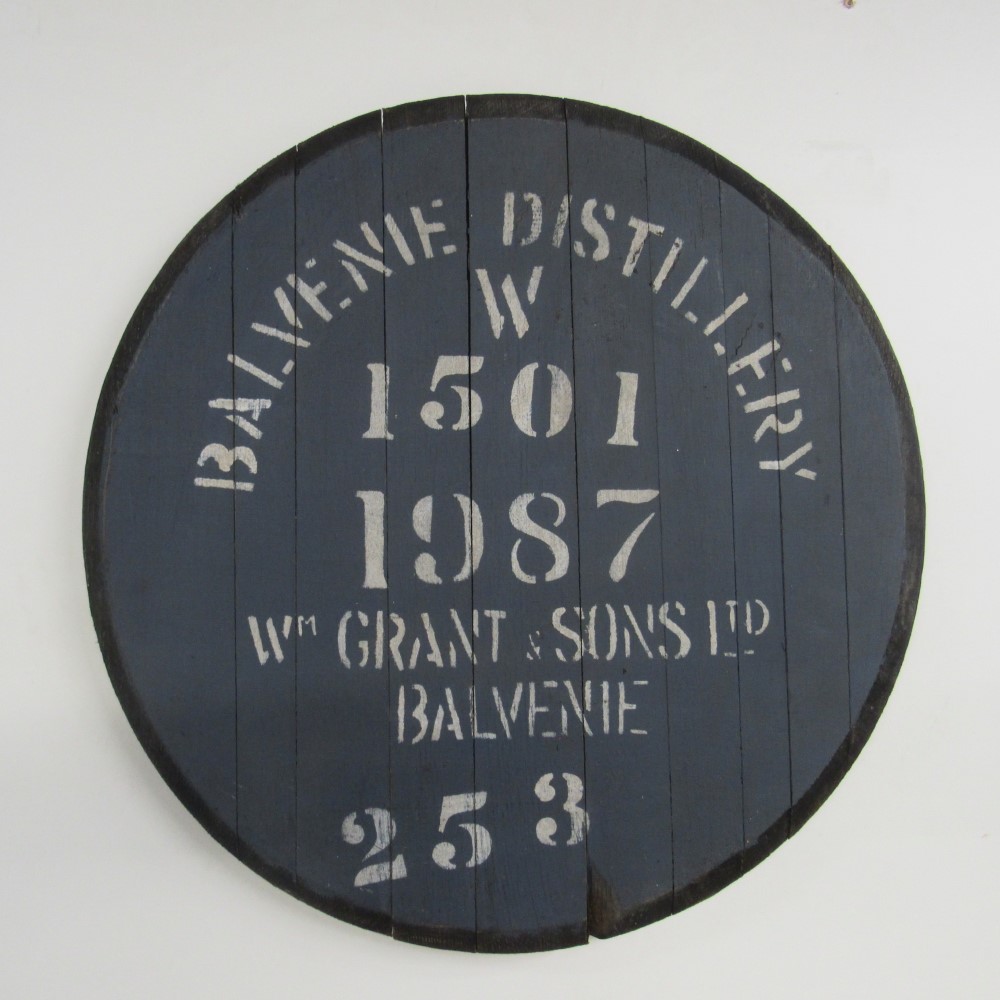 BALVENIE DISTILLERY
W
1501
1987
Wm GRANT & SONS LTD
BALVENIE
253